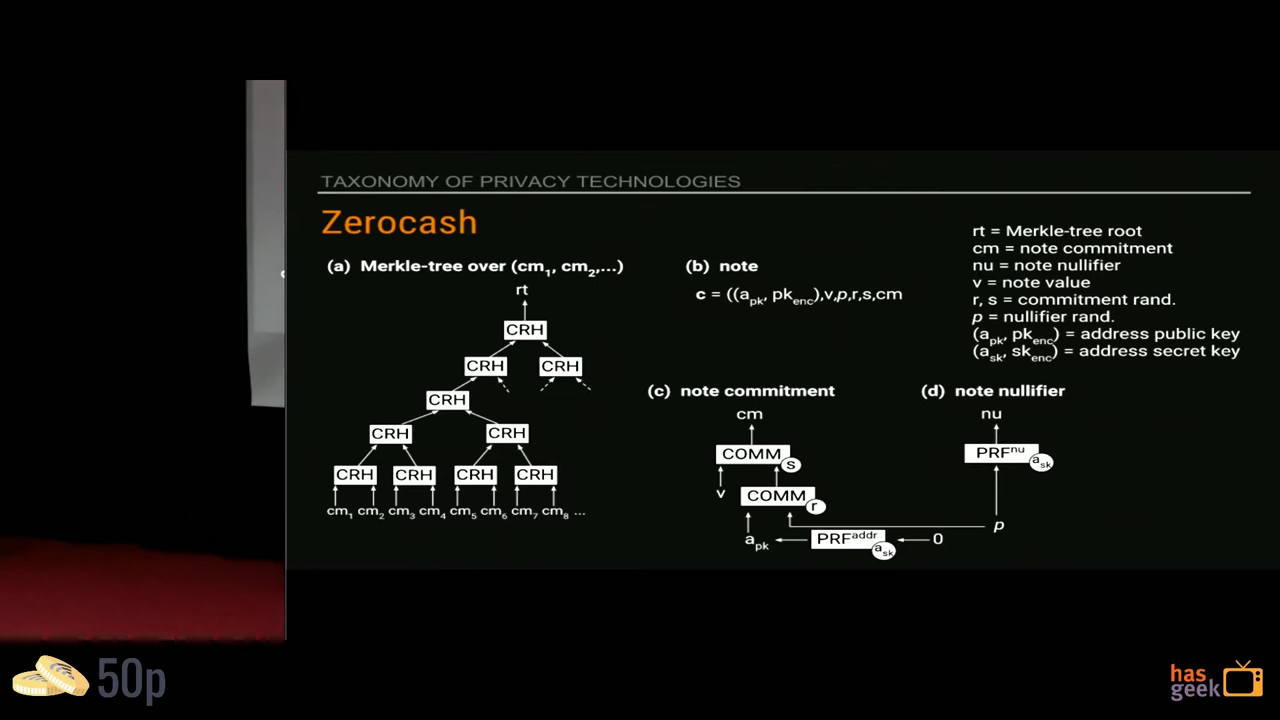 TAXONOMY OF PRIVACY TECHNOLOGIES
Zerocash
(a) Merkle-tree over (cm1, cm2,...)
rt
CRH
CRH CRH
CRH
CRH CRH
CRH CRH CRH CRH
cm1 cm2 cm3 cm4 cm5 cm6 cm7 cm8 ...
(b) note
c = ((apk, pkenc),v,p,r,s,cm
rt = Merkle-tree root
cm = note commitment
nu = note nullifier
v = note value
r, s = commitment rand.
p = nullifier rand.
(apk, pkenc) = address public key
(ask, skenc) = address secret key
(c) note commitment
cm
COMM s
v COMM r
apk PRFaddr ask 0
(d) note nullifier
nu
PRFnu ask
p
50p
has
geek